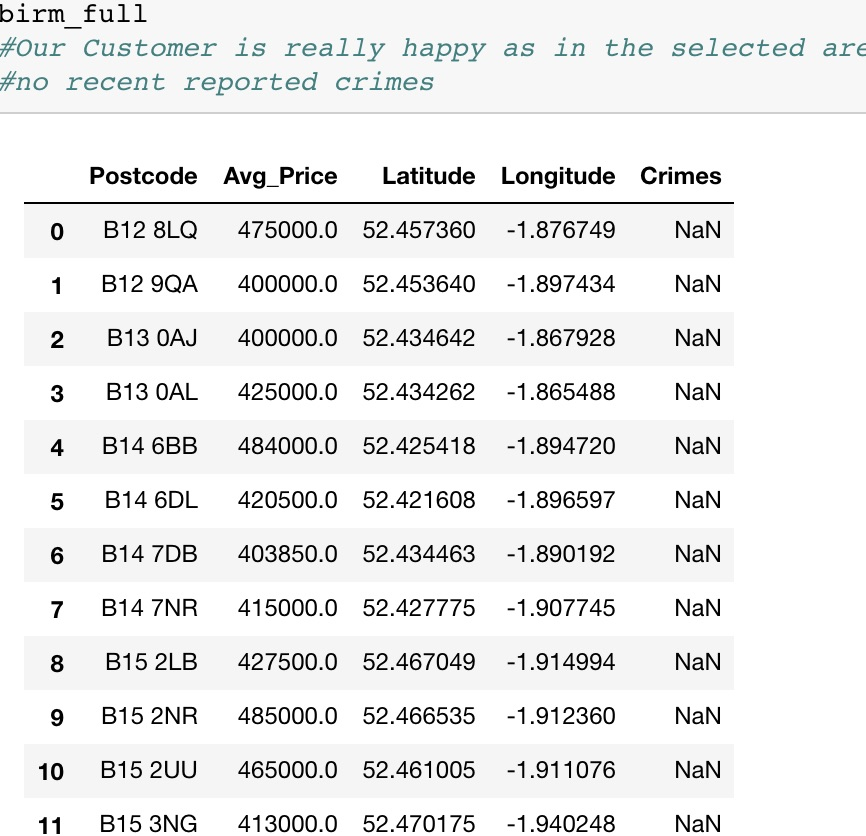 birm_full
#Our Customer is really happy as in the selected are
#no recent reported crimes
Postcode Avg_Price Latitude Longitude Crimes
0 B12 8LQ 475000.0 52.457360 -1.876749 NaN
1 B12 9QA 400000.0 52.453640 -1.897434 NaN
2 B13 0AJ 400000.0 52.434642 -1.867928 NaN
3 B13 0AL 425000.0 52.434262 -1.865488 NaN
4 B14 6BB 484000.0 52.425418 -1.894720 NaN
5 B14 6DL 420500.0 52.421608 -1.896597 NaN
6 B14 7DB 403850.0 52.434463 -1.890192 NaN
7 B14 7NR 415000.0 52.427775 -1.907745 NaN
8 B15 2LB 427500.0 52.467049 -1.914994 NaN
9 B15 2NR 485000.0 52.466535 -1.912360 NaN
10 B15 2UU 465000.0 52.461005 -1.911076 NaN
11 B15 3NG 413000.0 52.470175 -1.940248 NaN